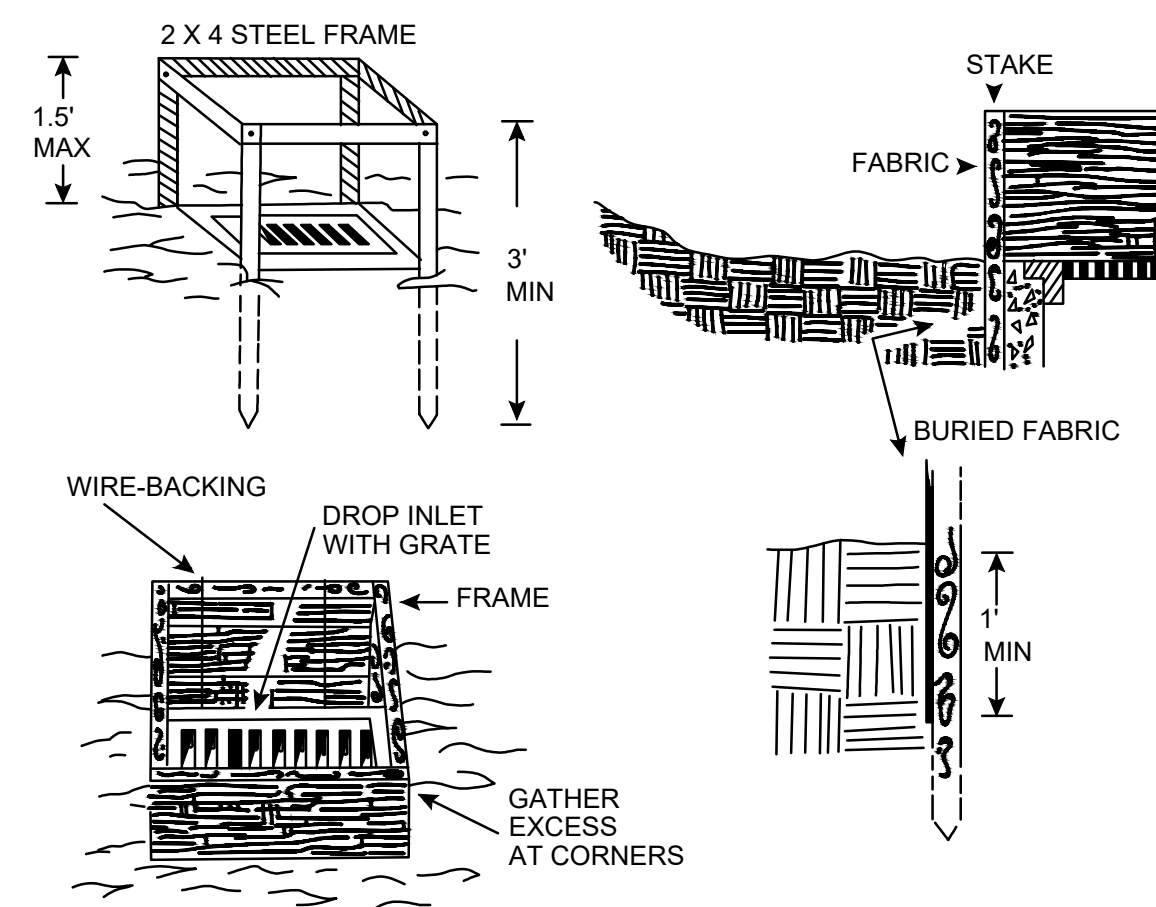 2 X 4 STEEL FRAME
1.5'
MAX
3'
MIN
STAKE
FABRIC
BURIED FABRIC
1'
MIN
WIRE-BACKING
DROP INLET
WITH GRATE
FRAME
GATHER
EXCESS
AT CORNERS